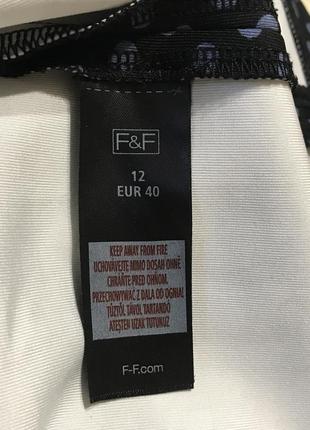 F&F
12
EUR 40
KEEP AWAY FROM FIRE
UCHOVÁVEJTE MIMO DOSAH OHNĚ
CHRÁŇTE PRED OHŇOM.
PRZECHOWYWAĆ Z DALA OD OGNIA!
TŰZTŐL TÁVOL TARTANDÓ
ATEŞTEN UZAK TUTUNUZ
F-F.com